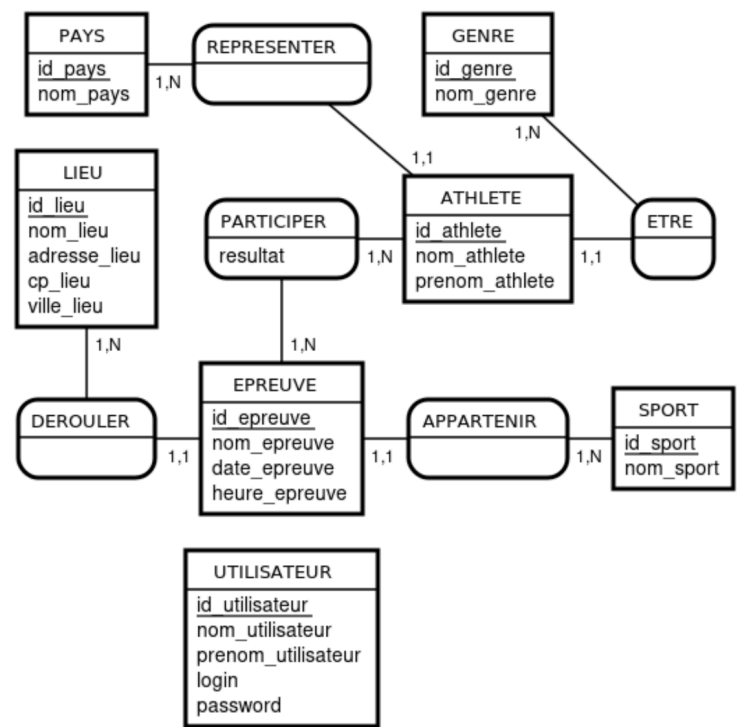 PAYS
id_pays
nom_pays
1,N
REPRESENTER
GENRE
id_genre
nom_genre
1,N
1,1
LIEU
id_lieu
nom_lieu
adresse_lieu
cp_lieu
ville_lieu
1,N
PARTICIPER
resultat
1,N
1,N
ATHLETE
id_athlete
nom_athlete
prenom_athlete
1,1
ETRE
DEROULER
1,1
EPREUVE
id_epreuve
nom_epreuve
date_epreuve
heure_epreuve
1,1
APPARTENIR
1,N
SPORT
id_sport
nom_sport
UTILISATEUR
id_utilisateur
nom_utilisateur
prenom_utilisateur
login
password